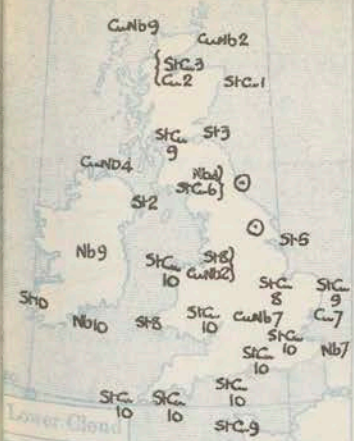 CuNb9
CuNb2
StCu3
Cu2
StCu1
StCu
9
St3
CuNb4
Nb4
StCu6
St2
St5
Nb9
StCu
10
St8
CuNb2
StCu
8
StCu
9
St10
Nb10
St8
StCu
10
CuNb7
Cu7
StCu
10
Nb7
StCu
10
StCu
10
StCu
10
StCu
10
StCu9
Lower Cloud